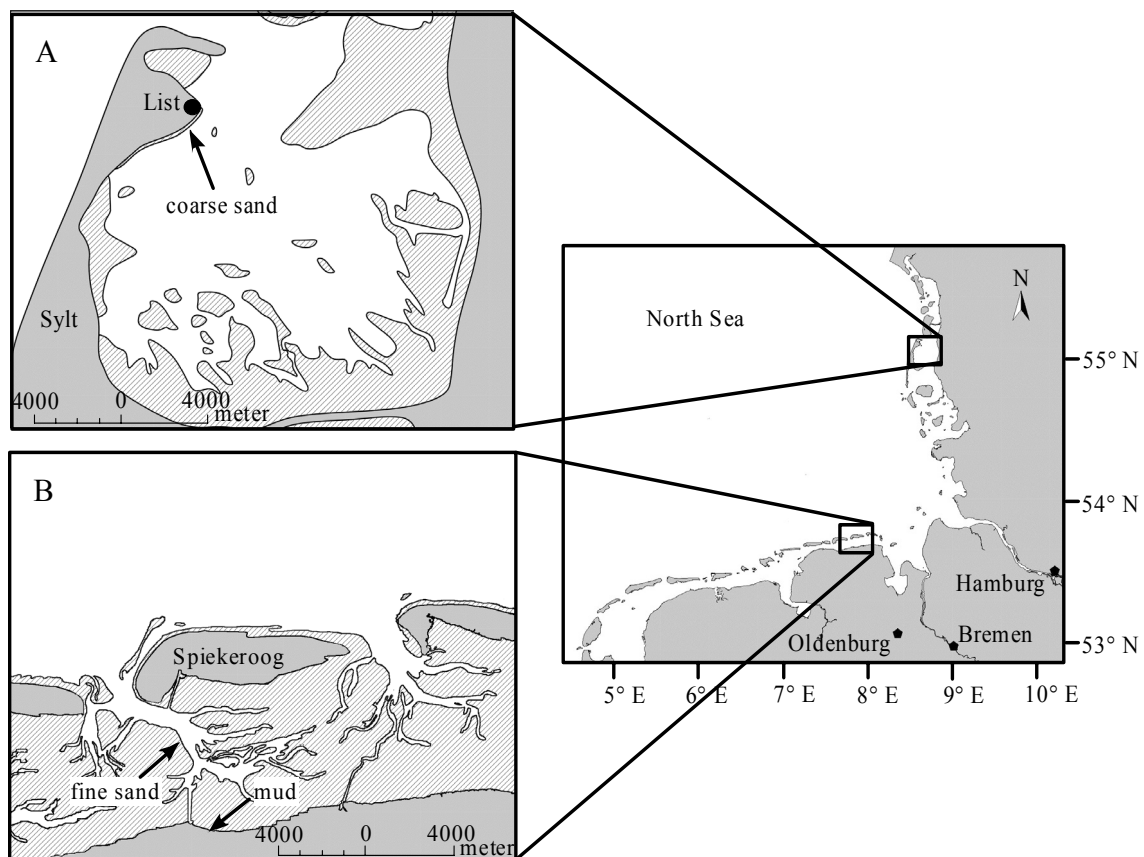 A
List
coarse sand
Sylt
4000 0 4000
meter
B
Spiekeroog
fine sand
mud
4000 0 4000
meter
North Sea
N
55° N
54° N
53° N
Hamburg
Oldenburg
Bremen
5° E 6° E 7° E 8° E 9° E 10° E